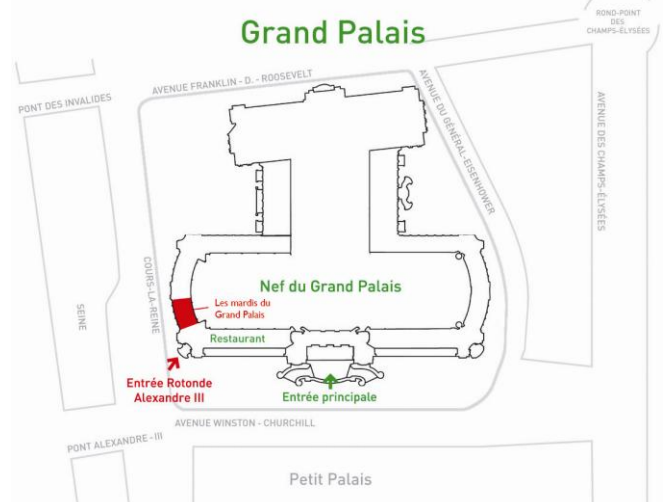 Grand Palais
ROND-POINT
DES
CHAMPS-ÉLYSÉES
AVENUE FRANKLIN - D. - ROOSEVELT
PONT DES INVALIDES
AVENUE DU GÉNÉRAL-EISENHOWER
AVENUE DES CHAMPS-ÉLYSÉES
COURS-LA-REINE
SEINE
Nef du Grand Palais
Les mardis du
Grand Palais
Restaurant
Entrée Rotonde
Alexandre III
Entrée principale
AVENUE WINSTON - CHURCHILL
PONT ALEXANDRE - III
Petit Palais